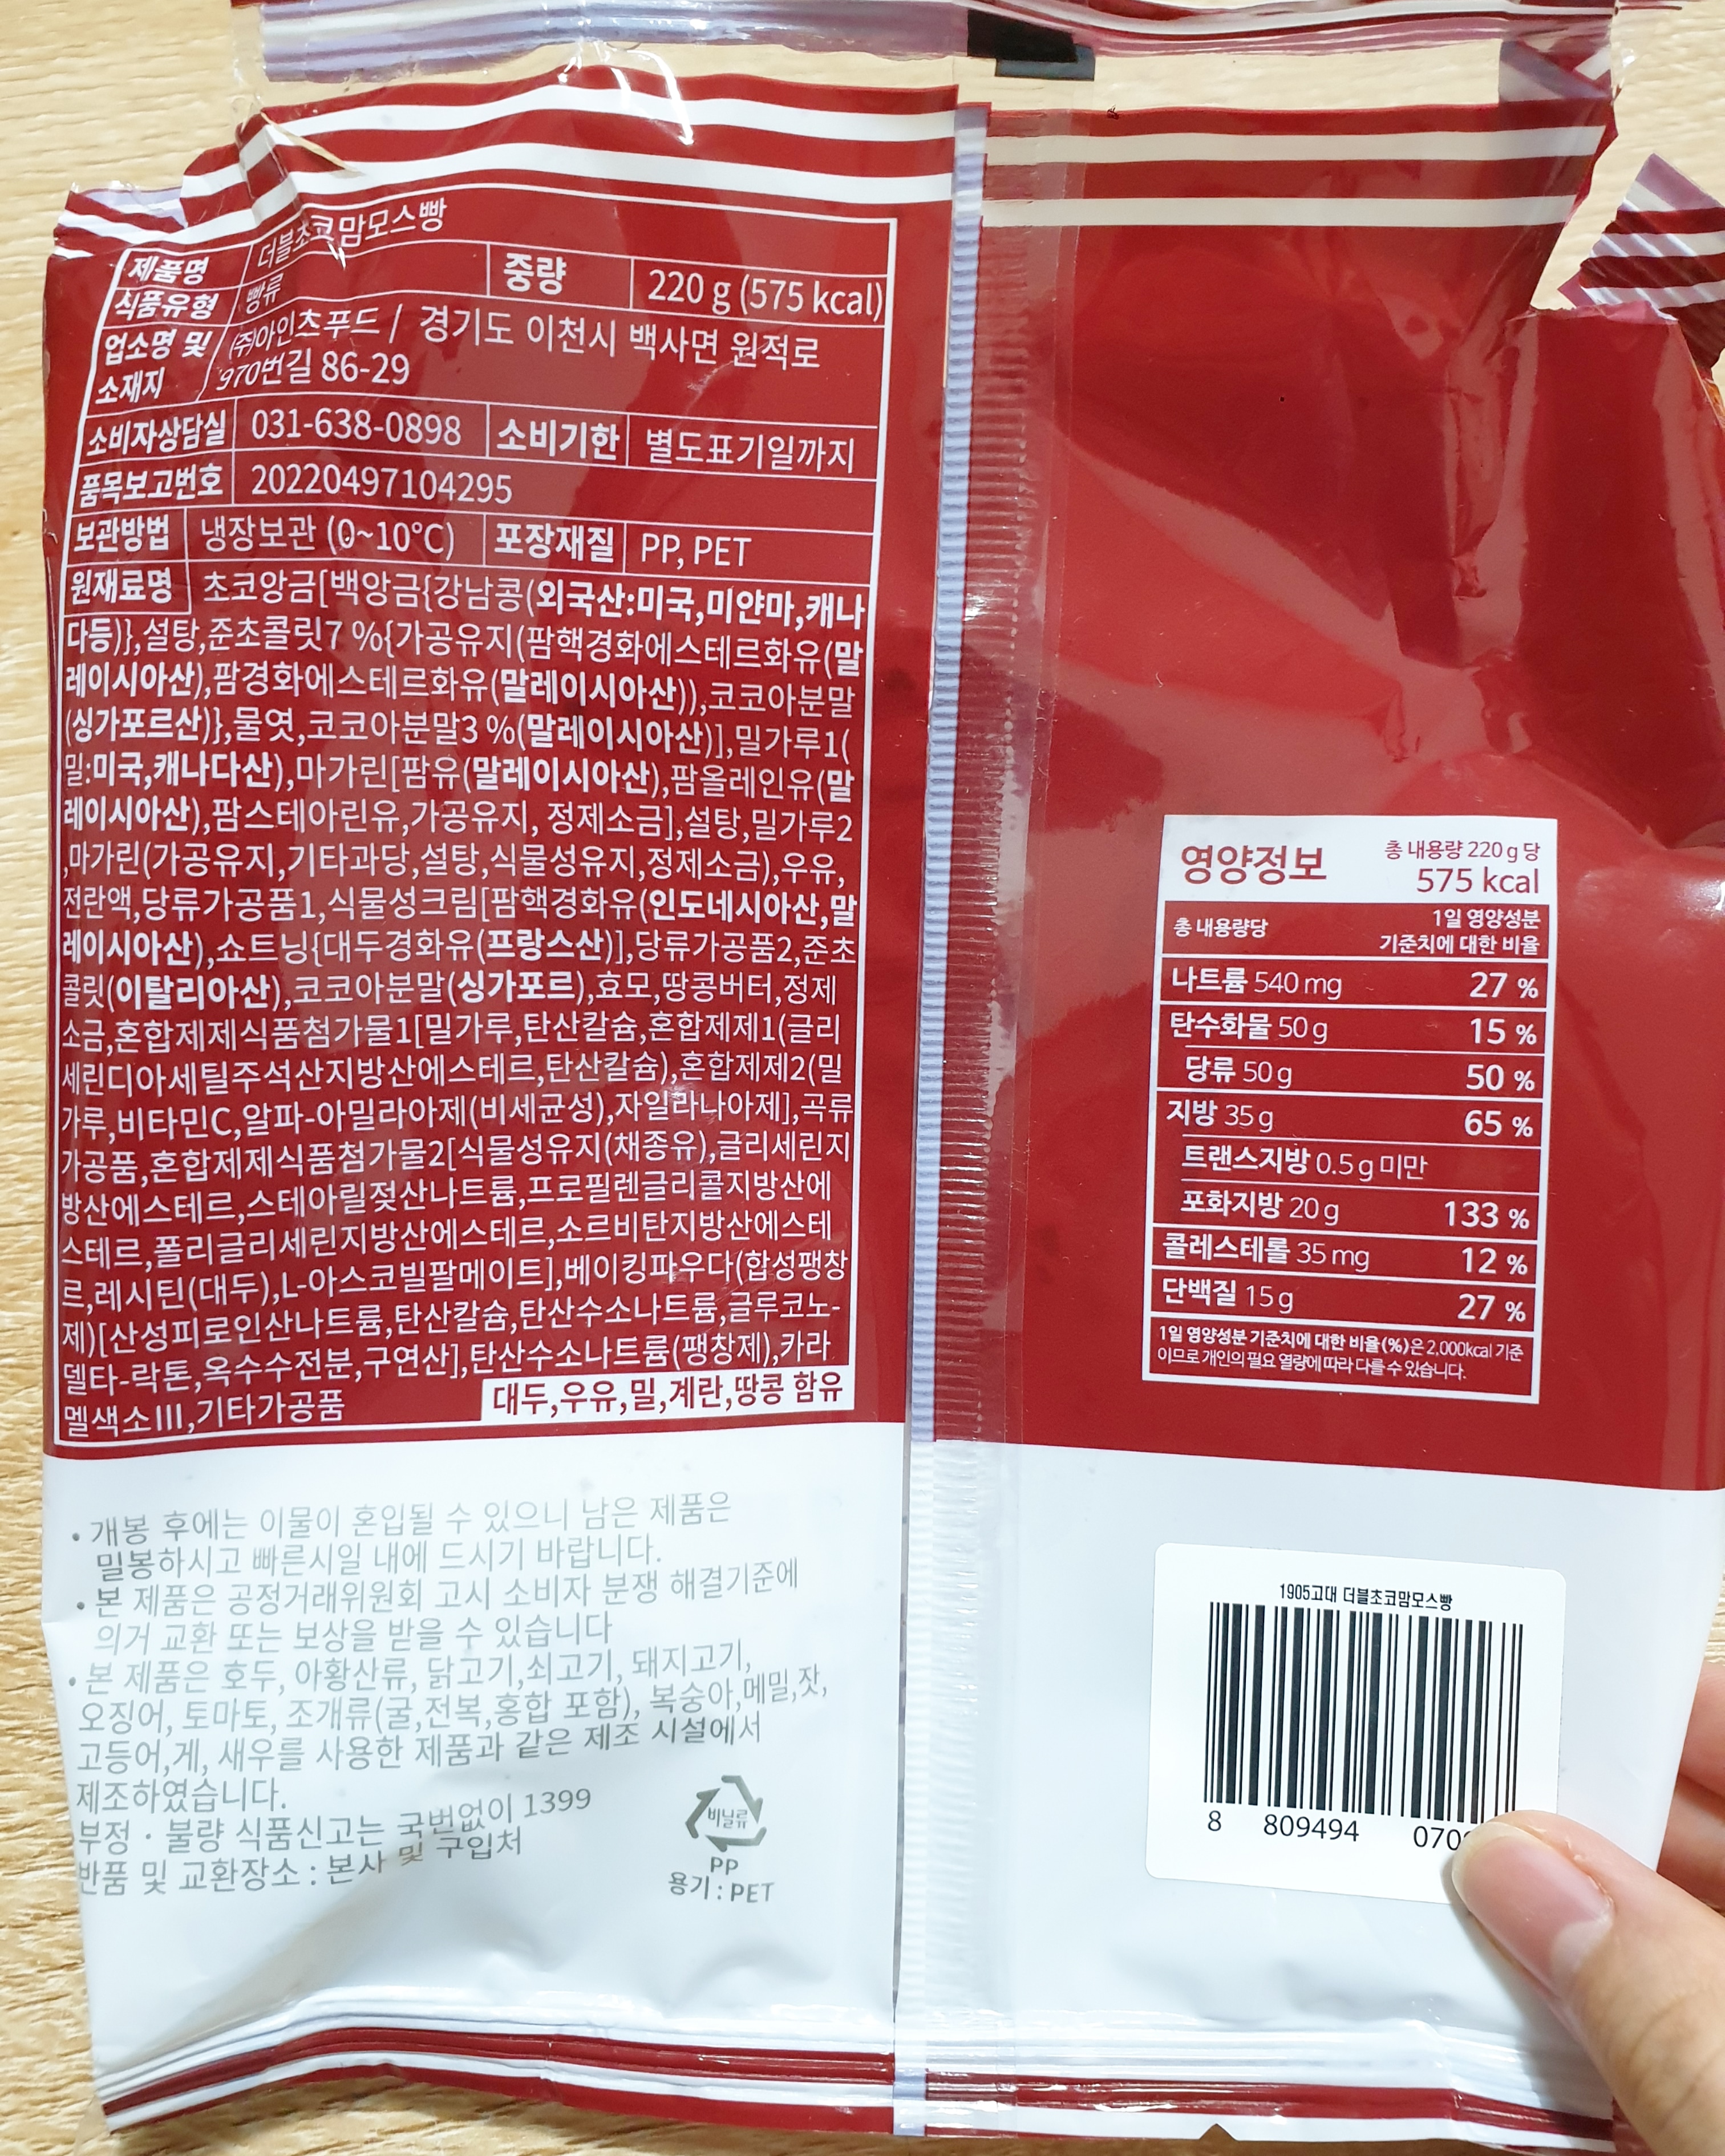 제품명 더블초코맘모스빵
식품유형 빵류 중량 220 g (575 kcal)
업소명 및 소재지 (주)아인츠푸드 / 경기도 이천시 백사면 원적로
970번길 86-29
소비자상담실 031-638-0898 소비기한 별도표기일까지
품목보고번호 20220497104295
보관방법 냉장보관 (0~10℃) 포장재질 PP, PET
원재료명 초코앙금[백앙금{강남콩(외국산:미국,미얀마,캐나
다등)},설탕,준초콜릿7 %{가공유지(팜핵경화에스테르화유(말
레이시아산),팜경화에스테르화유(말레이시아산)),코코아분말
(싱가포르산)},물엿,코코아분말3 %(말레이시아산)],밀가루1(
밀:미국,캐나다산),마가린[팜유(말레이시아산),팜올레인유(말
레이시아산),팜스테아린유,가공유지, 정제소금],설탕,밀가루2
,마가린(가공유지,기타과당,설탕,식물성유지,정제소금),우유,
전란액,당류가공품1,식물성크림[팜핵경화유(인도네시아산,말
레이시아산),쇼트닝{대두경화유(프랑스산)],당류가공품2,준초
콜릿(이탈리아산),코코아분말(싱가포르),효모,땅콩버터,정제
소금,혼합제제식품첨가물1[밀가루,탄산칼슘,혼합제제1(글리
세린디아세틸주석산지방산에스테르,탄산칼슘),혼합제제2(밀
가루,비타민C,알파-아밀라아제(비세균성),자일라나아제],곡류
가공품,혼합제제식품첨가물2[식물성유지(채종유),글리세린지
방산에스테르,스테아릴젖산나트륨,프로필렌글리콜지방산에
스테르,폴리글리세린지방산에스테르,소르비탄지방산에스테
르,레시틴(대두),L-아스코빌팔메이트],베이킹파우다(합성팽창
제)[산성피로인산나트륨,탄산칼슘,탄산수소나트륨,글루코노-
델타-락톤,옥수수전분,구연산],탄산수소나트륨(팽창제),카라
멜색소III,기타가공품 대두,우유,밀,계란,땅콩 함유
• 개봉 후에는 이물이 혼입될 수 있으니 남은 제품은
밀봉하시고 빠른시일 내에 드시기 바랍니다.
• 본 제품은 공정거래위원회 고시 소비자 분쟁 해결기준에
의거 교환 또는 보상을 받을 수 있습니다
• 본 제품은 호두, 아황산류, 닭고기,쇠고기, 돼지고기,
오징어, 토마토, 조개류(굴,전복,홍합 포함), 복숭아,메밀,잣,
고등어,게, 새우를 사용한 제품과 같은 제조 시설에서
제조하였습니다.
부정 · 불량 식품신고는 국번없이 1399
반품 및 교환장소 : 본사 및 구입처
비닐류
PP
용기 : PET
영양정보 총 내용량 220 g 당
575 kcal
총 내용량당 1일 영양성분
기준치에 대한 비율
나트륨 540 mg 27 %
탄수화물 50 g 15 %
당류 50 g 50 %
지방 35 g 65 %
트랜스지방 0.5 g 미만
포화지방 20 g 133 %
콜레스테롤 35 mg 12 %
단백질 15 g 27 %
1일 영양성분 기준치에 대한 비율(%)은 2,000kcal 기준
이므로 개인의 필요 열량에 따라 다를 수 있습니다.
1905고대 더블초코맘모스빵
8 809494 070